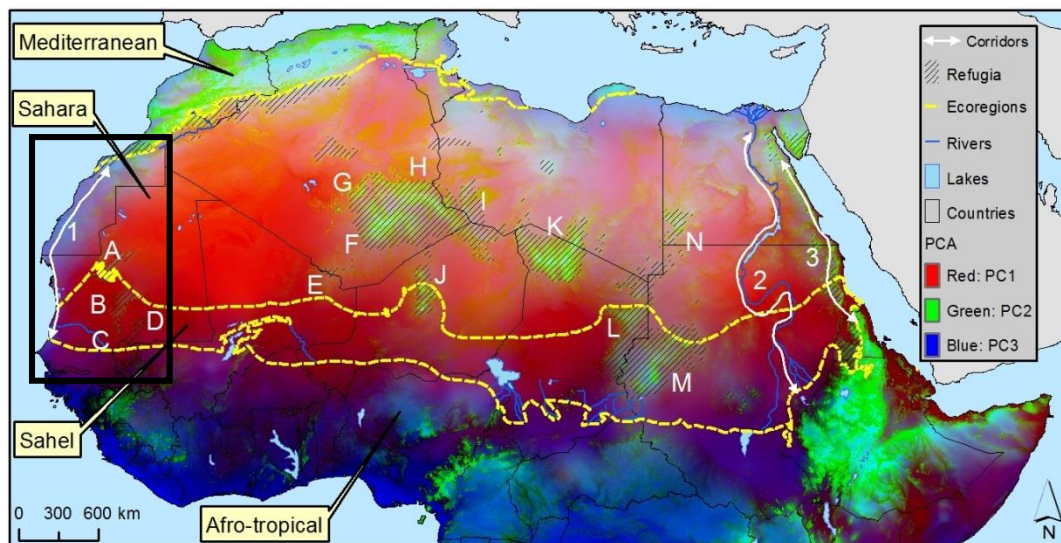 Mediterranean
Sahara
1
A
B
C
D
E
F
G
H
I
J
K
L
M
N
2
3
Sahel
Afro-tropical
0 300 600 km
Corridors
Refugia
Ecoregions
Rivers
Lakes
Countries
PCA
Red: PC1
Green: PC2
Blue: PC3
N